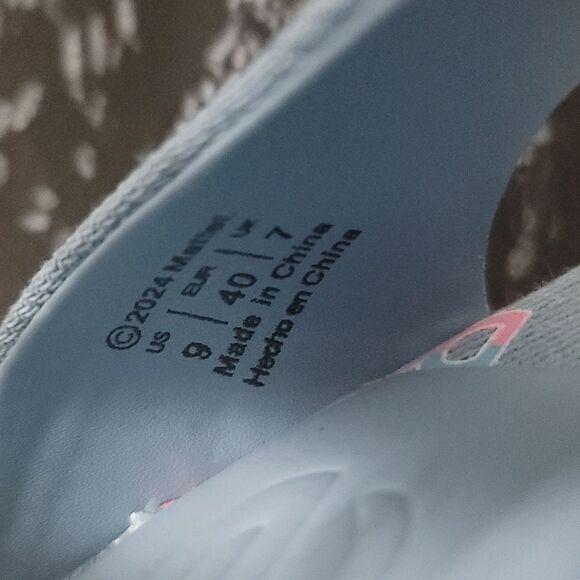 ©2024 Mattel.
US | EUR | UK
9 | 40 | 7
Made in China
Hecho en China